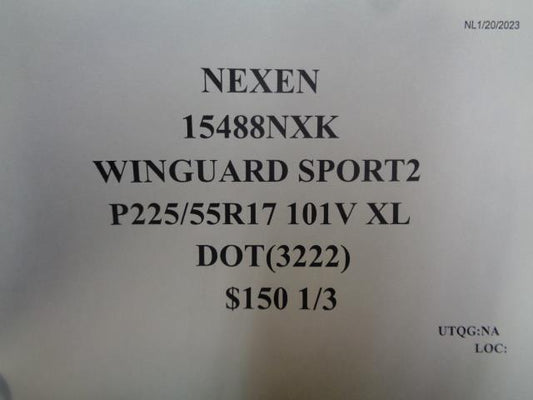 NL1/20/2023
NEXEN
15488NXK
WINGUARD SPORT2
P225/55R17 101V XL
DOT(3222)
$150 1/3
UTQG:NA
LOC: